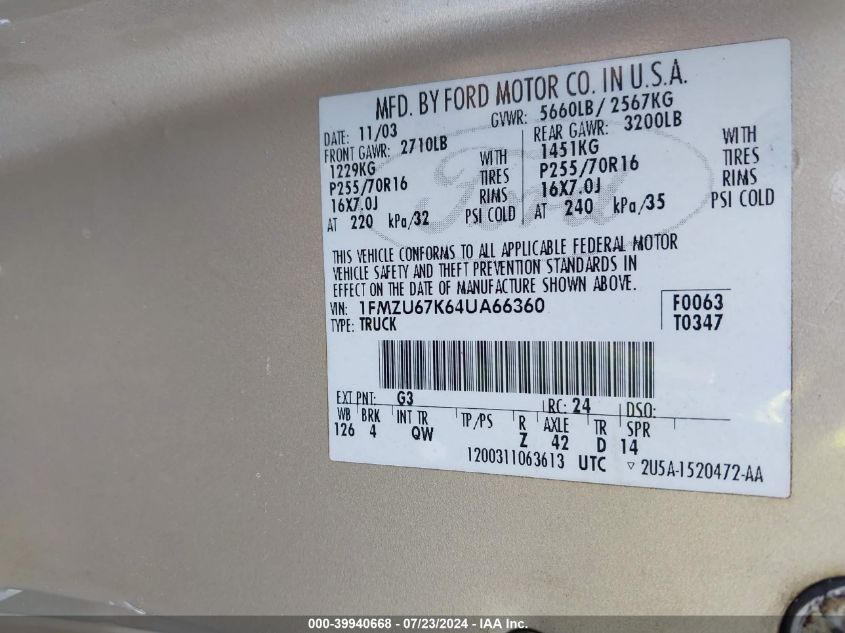 MFD. BY FORD MOTOR CO. IN U.S.A.
DATE: 11/03 GVWR: 5660LB/ 2567KG
FRONT GAWR: 2710LB REAR GAWR: 3200LB
1229KG WITH 1451KG WITH
P255/70R16 TIRES P255/70R16 TIRES
16X7.0J RIMS 16X7.0J RIMS
AT 220 kPa/32 PSI COLD AT 240 kPa/35 PSI COLD
Ford
THIS VEHICLE CONFORMS TO ALL APPLICABLE FEDERAL MOTOR
VEHICLE SAFETY AND THEFT PREVENTION STANDARDS IN
EFFECT ON THE DATE OF MANUFACTURE SHOWN ABOVE.
VIN: 1FMZU67K64UA66360 F0063
TYPE: TRUCK T0347
EXT PNT: G3 RC: 24 DSO:
WB BRK INT TR TP/PS R AXLE TR SPR
126 4 QW Z 42 D 14
1200311063613 UTC ▽ 2U5A-1520472-AA
000-39940668 - 07/23/2024 - IAA Inc.